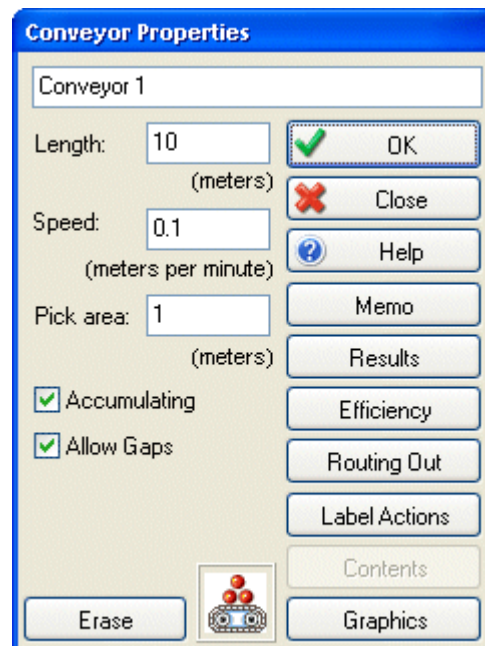 Conveyor Properties
Conveyor 1
Length: 10
(meters)
Speed: 0.1
(meters per minute)
Pick area: 1
(meters)
Accumulating
Allow Gaps
Erase
OK
Close
Help
Memo
Results
Efficiency
Routing Out
Label Actions
Contents
Graphics